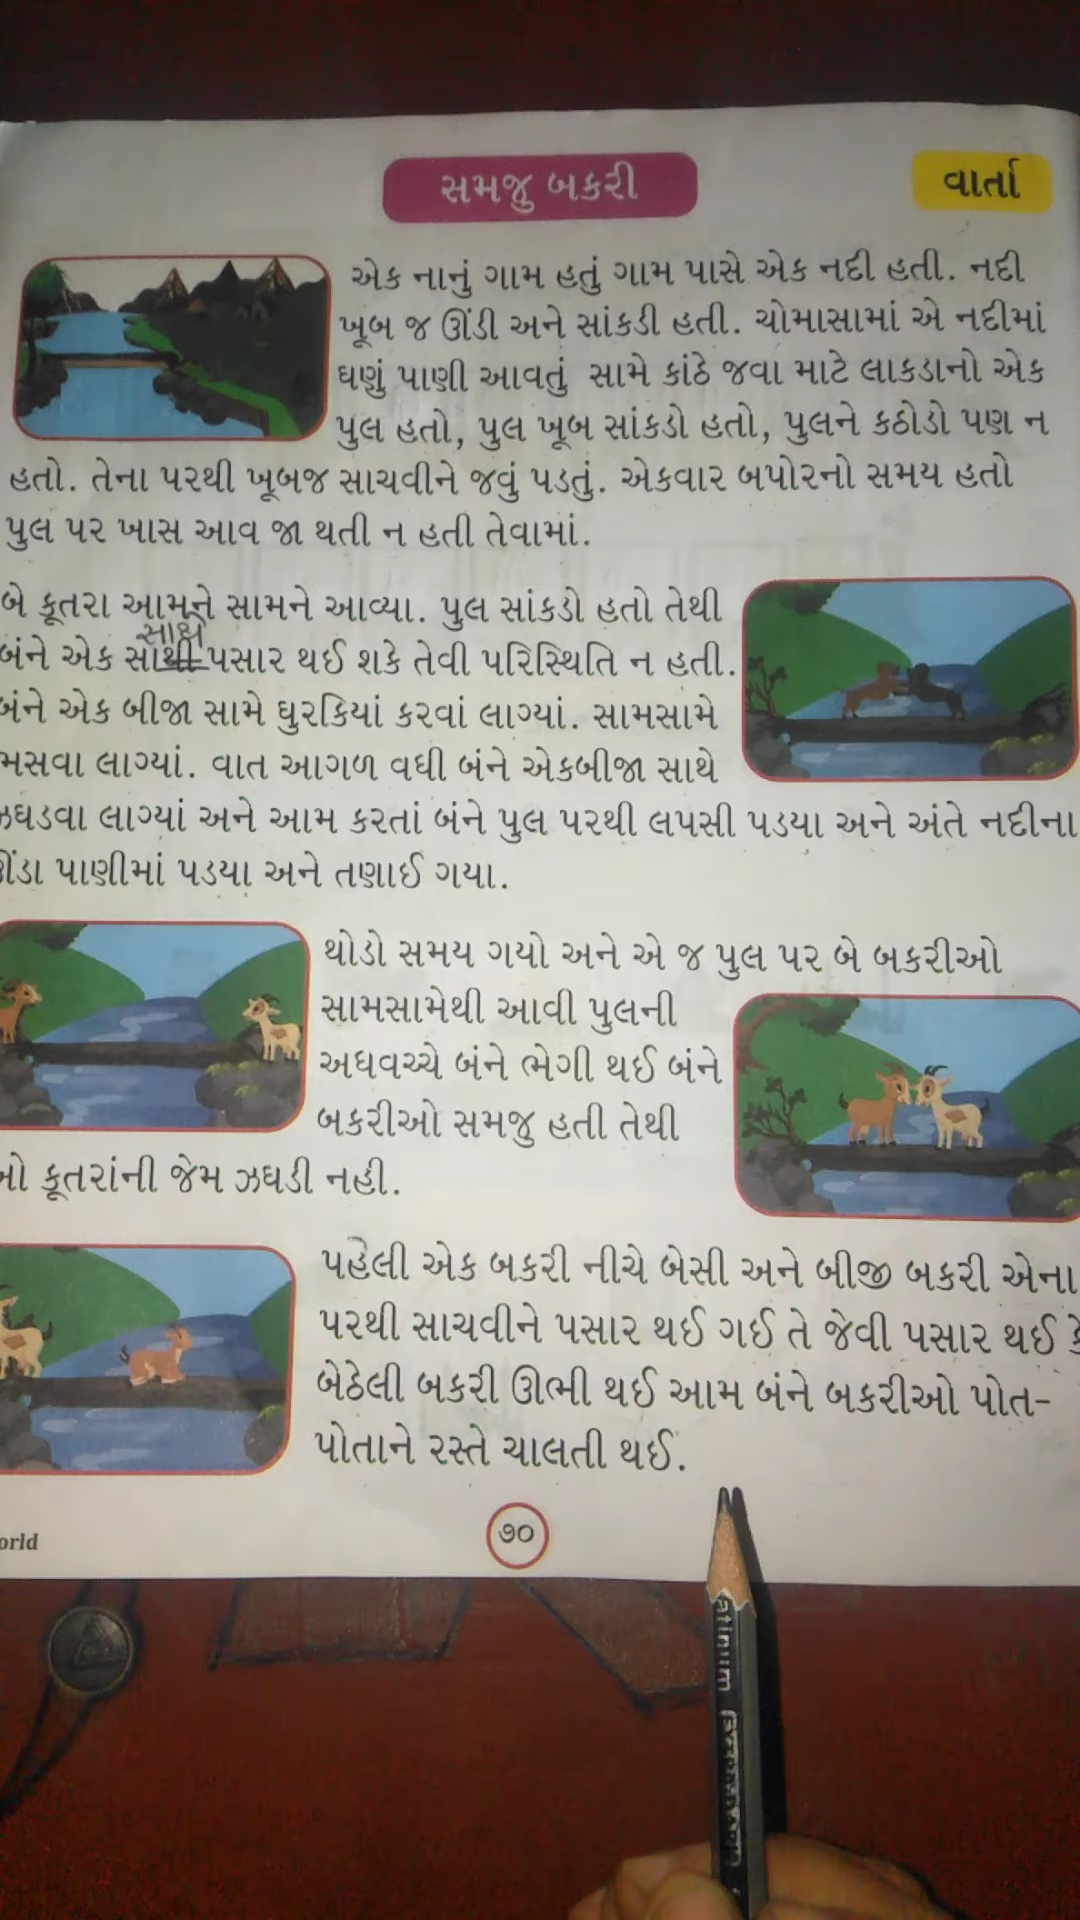 સમજુ બકરી
વાર્તા
એક નાનું ગામ હતું ગામ પાસે એક નદી હતી. નદી
ખૂબ જ ઊંડી અને સાંકડી હતી. ચોમાસામાં એ નદીમાં
ઘણું પાણી આવતું સામે કાંઠે જવા માટે લાકડાનો એક
પુલ હતો, પુલ ખૂબ સાંકડો હતો, પુલને કઠોડો પણ ન
હતો. તેના પરથી ખૂબજ સાચવીને જવું પડતું. એકવાર બપોરનો સમય હતો
પુલ પર ખાસ આવ જા થતી ન હતી તેવામાં.
બે કૂતરા આમને સામને આવ્યા. પુલ સાંકડો હતો તેથી
સાથે
બંને એક સાથી પસાર થઈ શકે તેવી પરિસ્થિતિ ન હતી.
બંને એક બીજા સામે ઘુરકિયાં કરવાં લાગ્યાં. સામસામે
લાગ્યાં. વાત આગળ વધી બંને એકબીજા સાથે
લાગ્યાં અને આમ કરતાં બંને પુલ પરથી લપસી પડયા અને અંતે નદીના
પાણીમાં પડયા અને તણાઈ ગયા.
થોડો સમય ગયો અને એ જ પુલ પર બે બકરીઓ
સામસામેથી આવી પુલની
અધવચ્ચે બંને ભેગી થઈ બંને
બકરીઓ સમજુ હતી તેથી
કૂતરાંની જેમ ઝઘડી નહી.
પહેલી એક બકરી નીચે બેસી અને બીજી બકરી એના
પરથી સાચવીને પસાર થઈ ગઈ તે જેવી પસાર થઈ કે
બેઠેલી બકરી ઊભી થઈ આમ બંને બકરીઓ પોત-
પોતાને રસ્તે ચાલતી થઈ.
૭૦